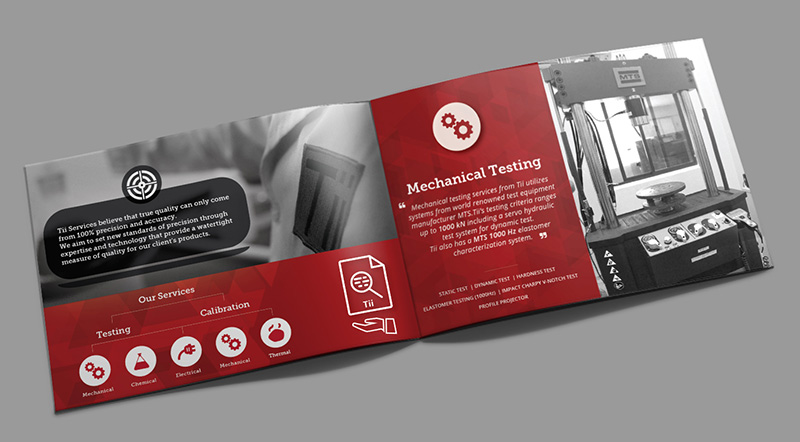 Tii Services believe that true quality can only come
from 100% precision and accuracy.
We aim to set new standards of precision through
expertise and technology that provide a watertight
measure of quality for our client's products.
Our Services
Testing
Calibration
Mechanical
Chemical
Electrical
Mechanical
Thermal
Tii
Mechanical Testing
“ Mechanical testing services from Tii utilizes
systems from world renowned test equipment
manufacturer MTS.Tii's testing criteria ranges
up to 1000 kN including a servo hydraulic
test system for dynamic test.
Tii also has a MTS 1000 Hz elastomer
characterization system. ”
STATIC TEST | DYNAMIC TEST | HARDNESS TEST
ELASTOMER TESTING (1000Hz) | IMPACT CHARPY V-NOTCH TEST
PROFILE PROJECTOR
MTS